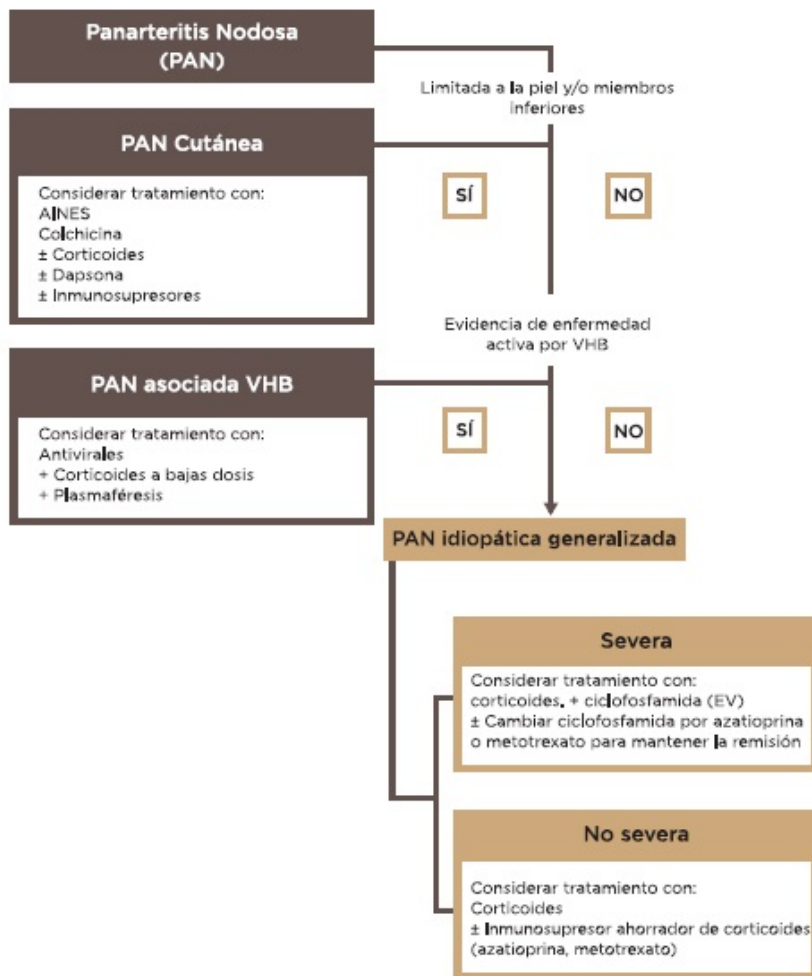 Panarteritis Nodosa
(PAN)
Limitada a la piel y/o miembros
inferiores
PAN Cutánea
Considerar tratamiento con:
AINES
Colchicina
± Corticoides
± Dapsona
± Inmunosupresores
SÍ
NO
Evidencia de enfermedad
activa por VHB
PAN asociada VHB
Considerar tratamiento con:
Antivirales
+ Corticoides a bajas dosis
+ Plasmaféresis
SÍ
NO
PAN idiopática generalizada
Severa
Considerar tratamiento con:
corticoides. + ciclofosfamida (EV)
± Cambiar ciclofosfamida por azatioprina
o metotrexato para mantener la remisión
No severa
Considerar tratamiento con:
Corticoides
± Inmunosupresor ahorrador de corticoides
(azatioprina, metotrexato)